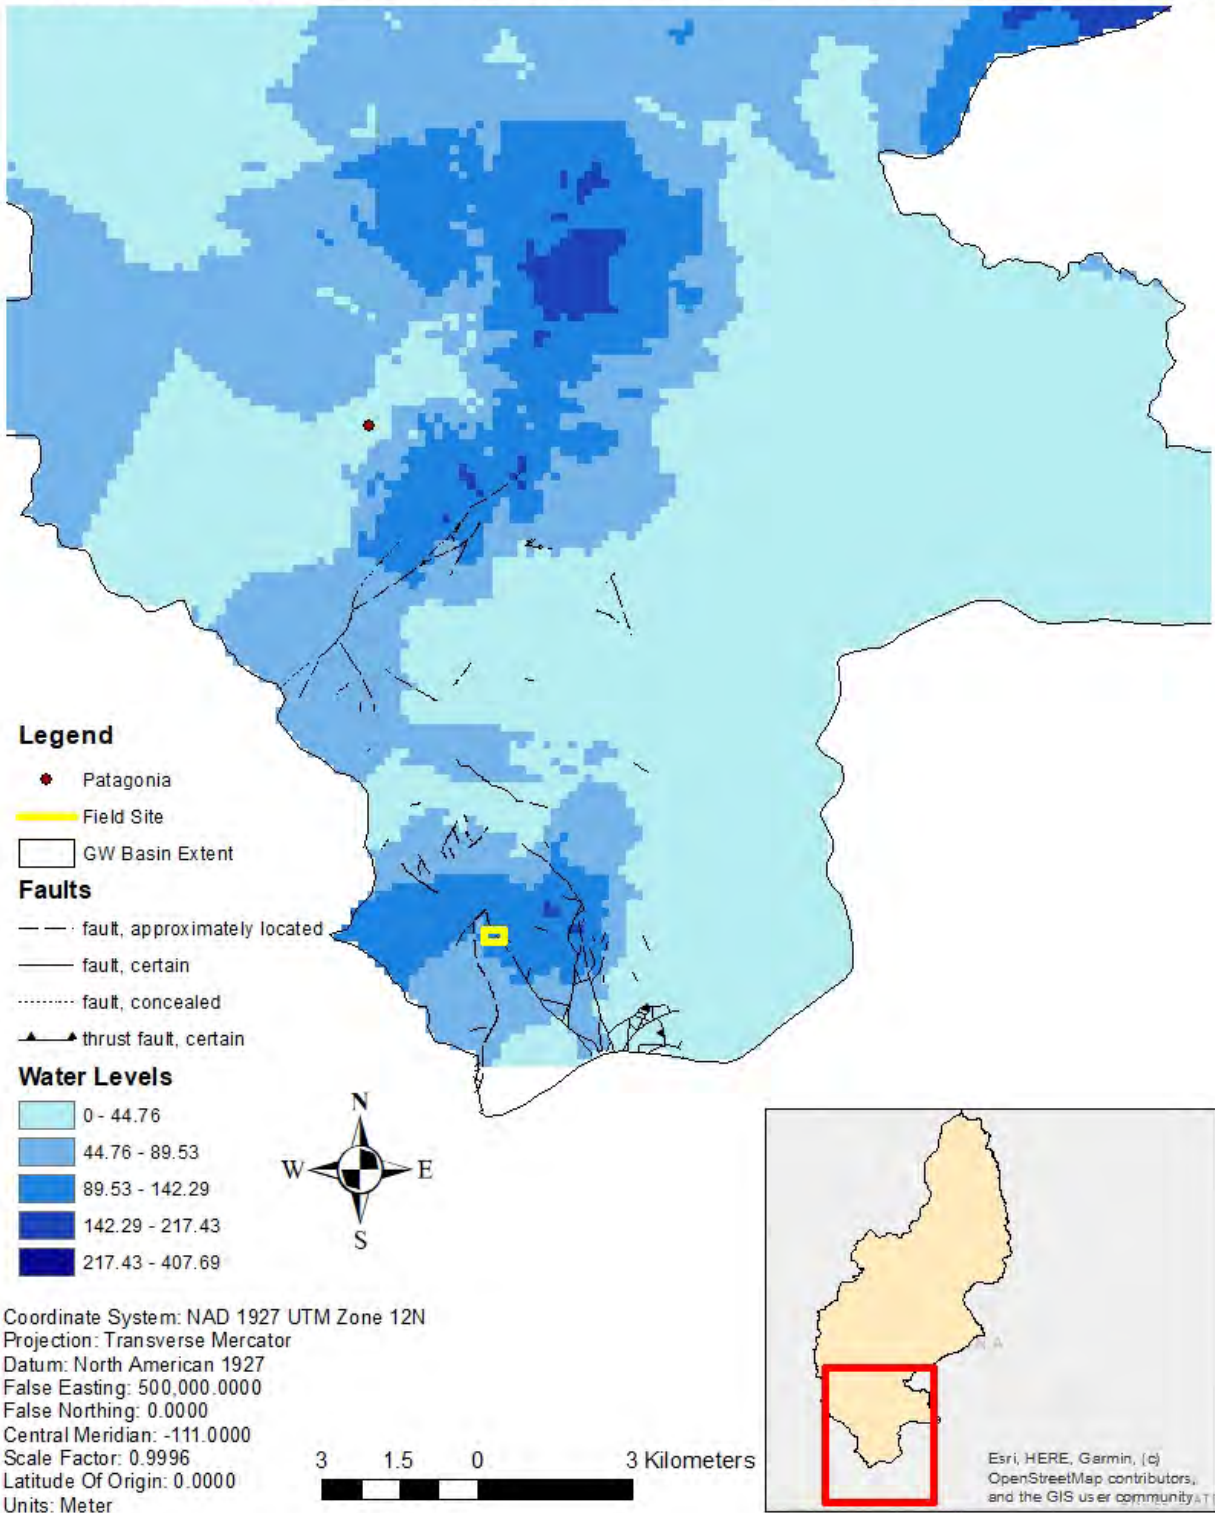 Legend
Patagonia
Field Site
GW Basin Extent
Faults
fault, approximately located
fault, certain
fault, concealed
thrust fault, certain
Water Levels
0 - 44.76
44.76 - 89.53
89.53 - 142.29
142.29 - 217.43
217.43 - 407.69
N
W
E
S
Coordinate System: NAD 1927 UTM Zone 12N
Projection: Transverse Mercator
Datum: North American 1927
False Easting: 500,000.0000
False Northing: 0.0000
Central Meridian: -111.0000
Scale Factor: 0.9996
Latitude Of Origin: 0.0000
Units: Meter
3 1.5 0 3 Kilometers
Esri, HERE, Garmin, (c)
OpenStreetMap contributors,
and the GIS user community